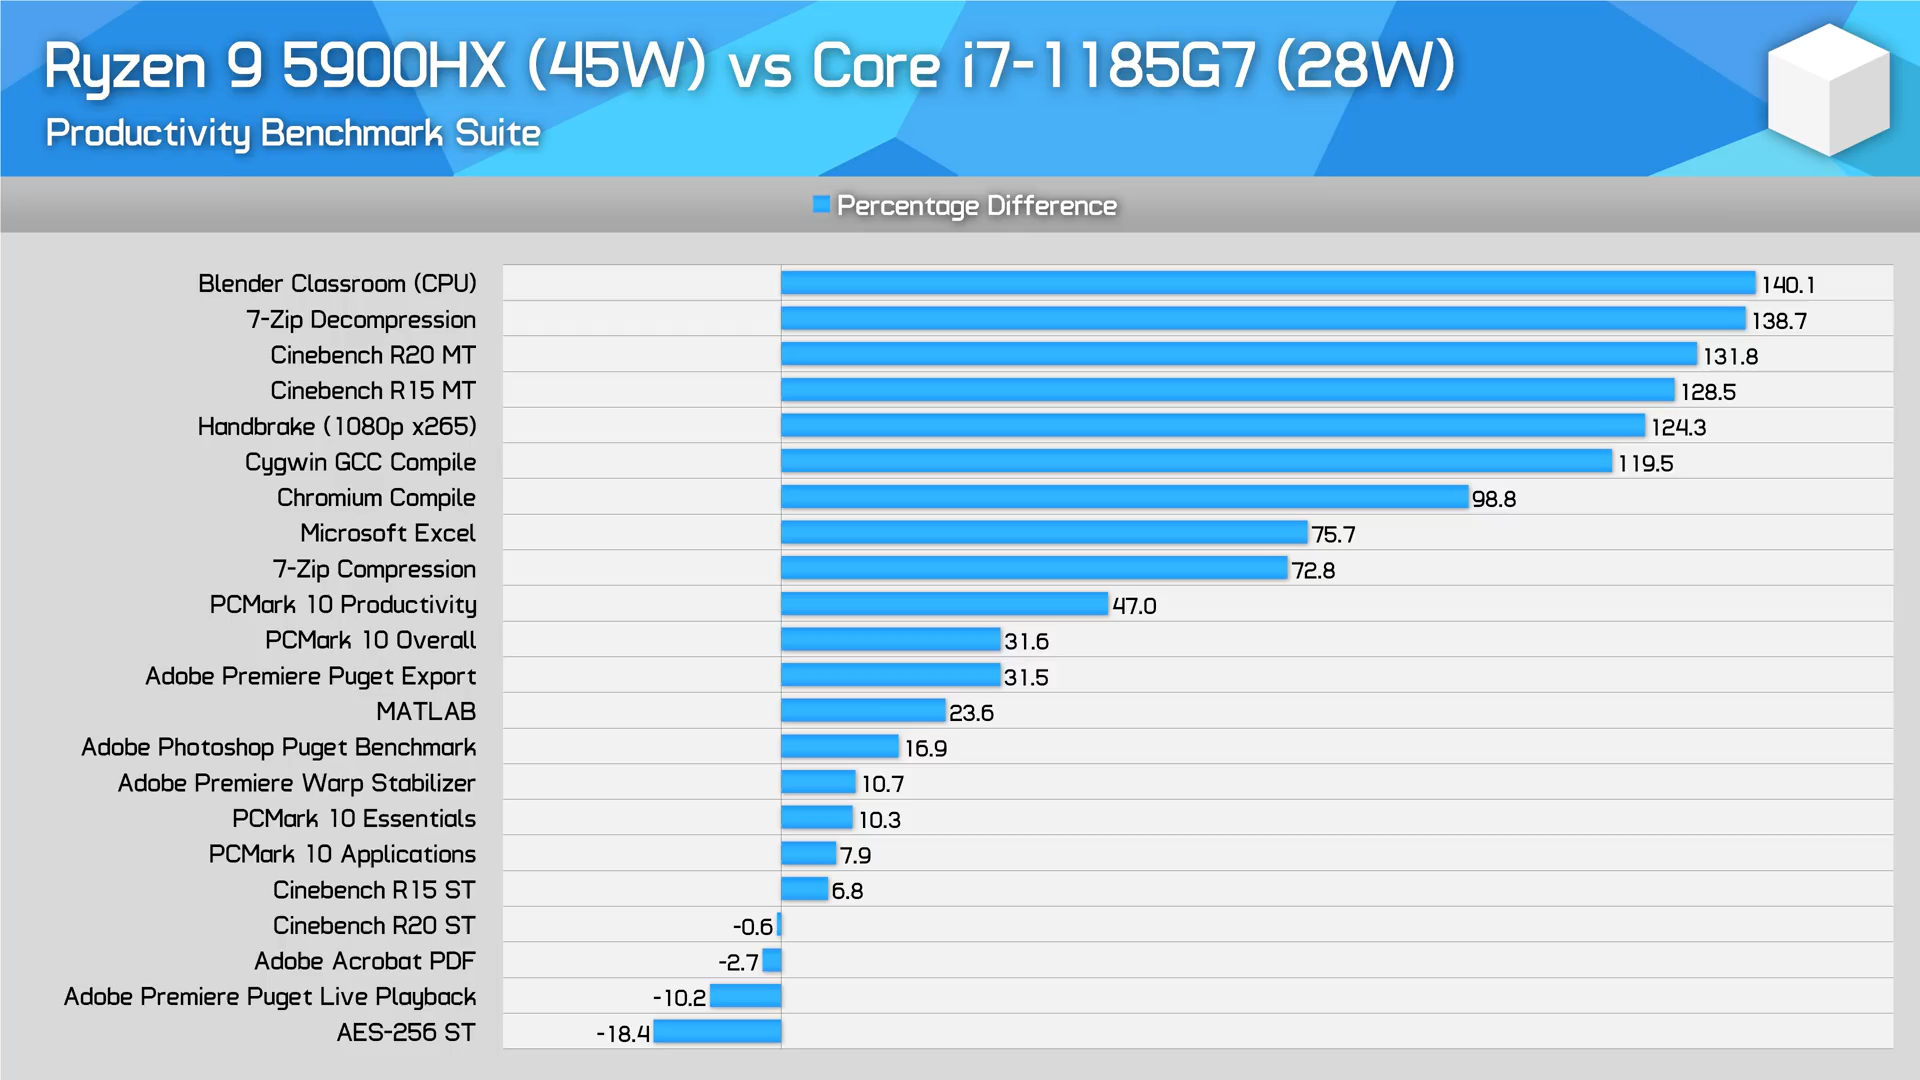 Ryzen 9 5900HX (45W) vs Core i7-1185G7 (28W)
Productivity Benchmark Suite
Percentage Difference
Blender Classroom (CPU) 140.1
7-Zip Decompression 138.7
Cinebench R20 MT 131.8
Cinebench R15 MT 128.5
Handbrake (1080p x265) 124.3
Cygwin GCC Compile 119.5
Chromium Compile 98.8
Microsoft Excel 75.7
7-Zip Compression 72.8
PCMark 10 Productivity 47.0
PCMark 10 Overall 31.6
Adobe Premiere Puget Export 31.5
MATLAB 23.6
Adobe Photoshop Puget Benchmark 16.9
Adobe Premiere Warp Stabilizer 10.7
PCMark 10 Essentials 10.3
PCMark 10 Applications 7.9
Cinebench R15 ST 6.8
Cinebench R20 ST -0.6
Adobe Acrobat PDF -2.7
Adobe Premiere Puget Live Playback -10.2
AES-256 ST -18.4